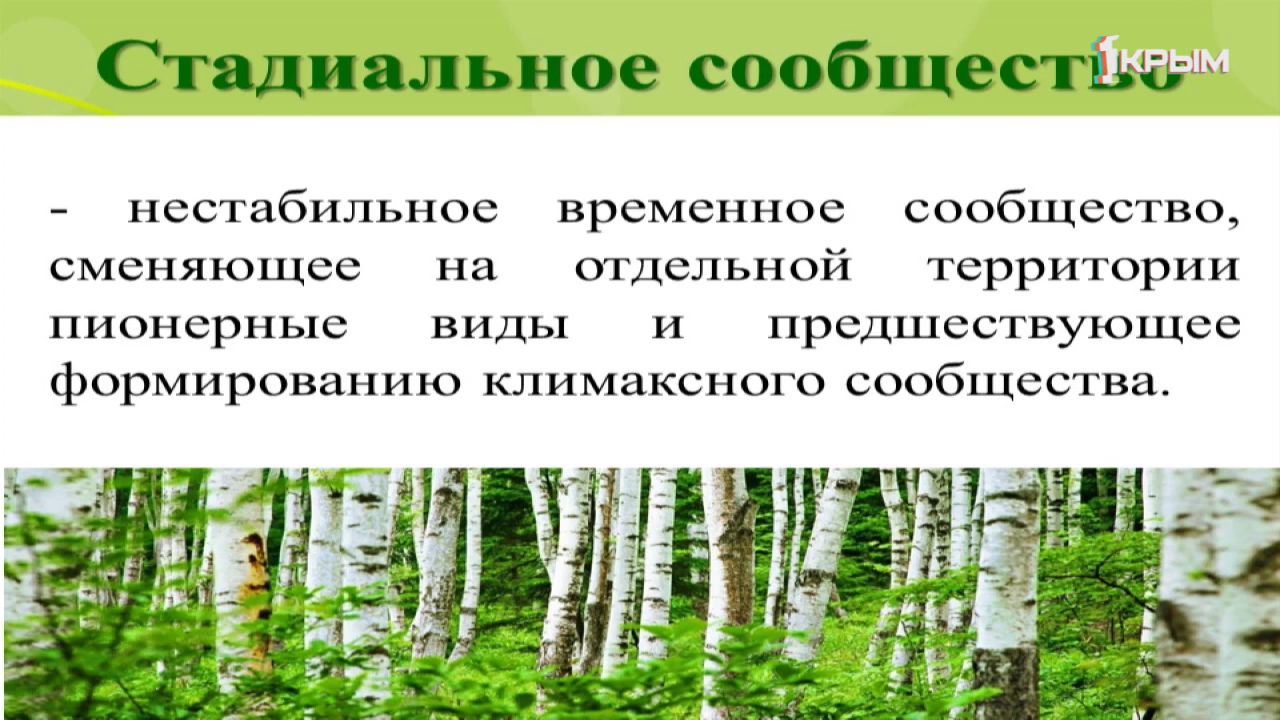 Стадиальное сообщество
1КРЫМ
- нестабильное временное сообщество,
сменяющее на отдельной территории
пионерные виды и предшествующее
формированию климаксного сообщества.